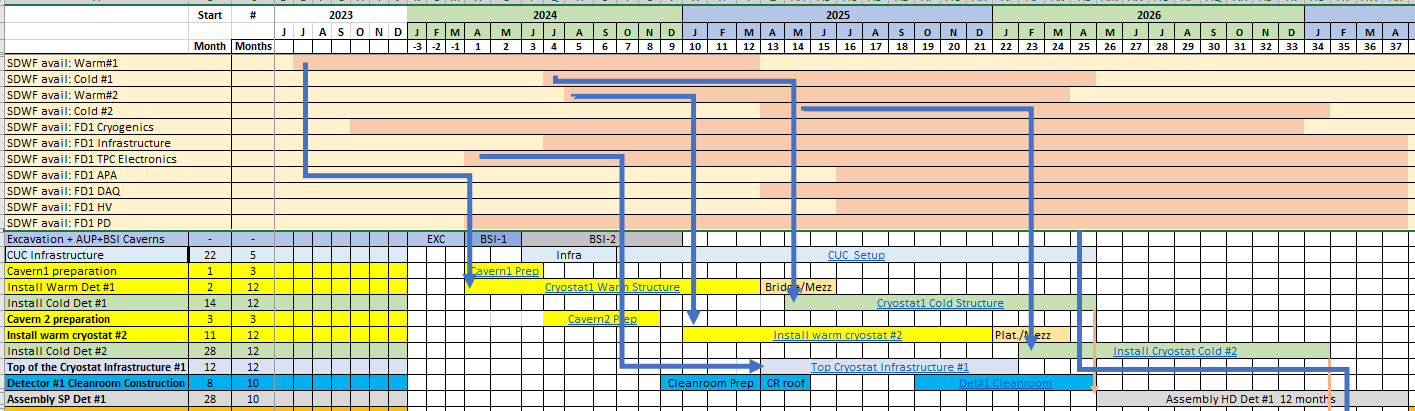 Start # 2023 2024 2025 2026
J J A S O N D J F M A M J J A S O N D J F M A M J J A S O N D J F M A M J J A S O N D J F M A
Month Months -3 -2 -1 1 2 3 4 5 6 7 8 9 10 11 12 13 14 15 16 17 18 19 20 21 22 23 24 25 26 27 28 29 30 31 32 33 34 35 36 37
SDWF avail: Warm#1
SDWF avail: Cold #1
SDWF avail: Warm#2
SDWF avail: Cold #2
SDWF avail: FD1 Cryogenics
SDWF avail: FD1 Infrastructure
SDWF avail: FD1 TPC Electronics
SDWF avail: FD1 APA
SDWF avail: FD1 DAQ
SDWF avail: FD1 HV
SDWF avail: FD1 PD
Excavation + AUP+BSI Caverns - - EXC BSI-1 BSI-2
CUC Infrastructure 22 5 Infra CUC Setup
Cavern1 preparation 1 3 Cavern1 Prep
Install Warm Det #1 2 12 Cryostat1 Warm Structure Bridge/Mezz
Install Cold Det #1 14 12 Cryostat1 Cold Structure
Cavern 2 preparation 3 3 Cavern2 Prep
Install warm cryostat #2 11 12 Install warm cryostat #2 Plat./Mezz
Install Cold Det #2 28 12 Install Cryostat Cold #2
Top of the Cryostat Infrastructure #1 12 12 Top Cryostat Infrastructure #1
Detector #1 Cleanroom Construction 8 10 Cleanroom Prep CR roof Det#1 Cleanroom
Assembly SP Det #1 28 10 Assembly HD Det #1 12 months